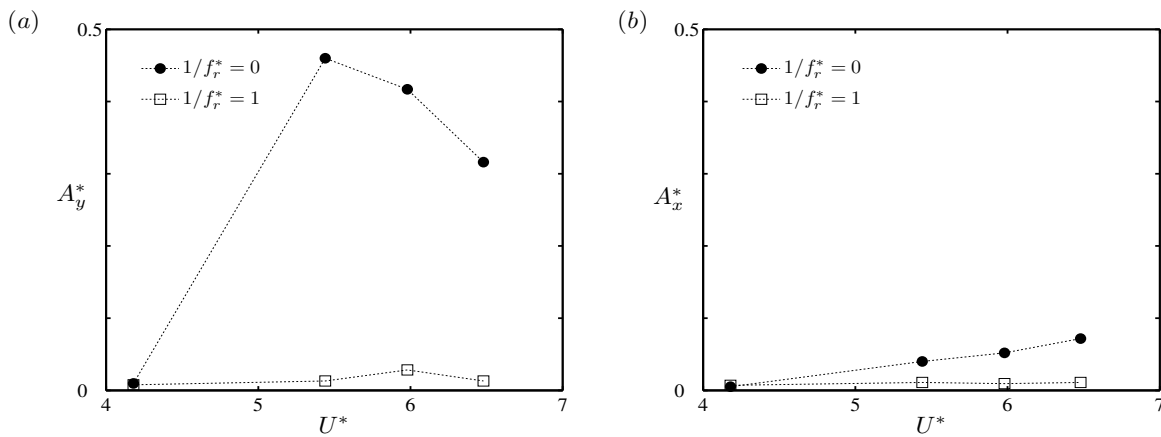 (a)
0.5
1/f_r^* = 0
1/f_r^* = 1
A_y^*
0
4
5
6
7
U^*
(b)
0.5
1/f_r^* = 0
1/f_r^* = 1
A_x^*
0
4
5
6
7
U^*